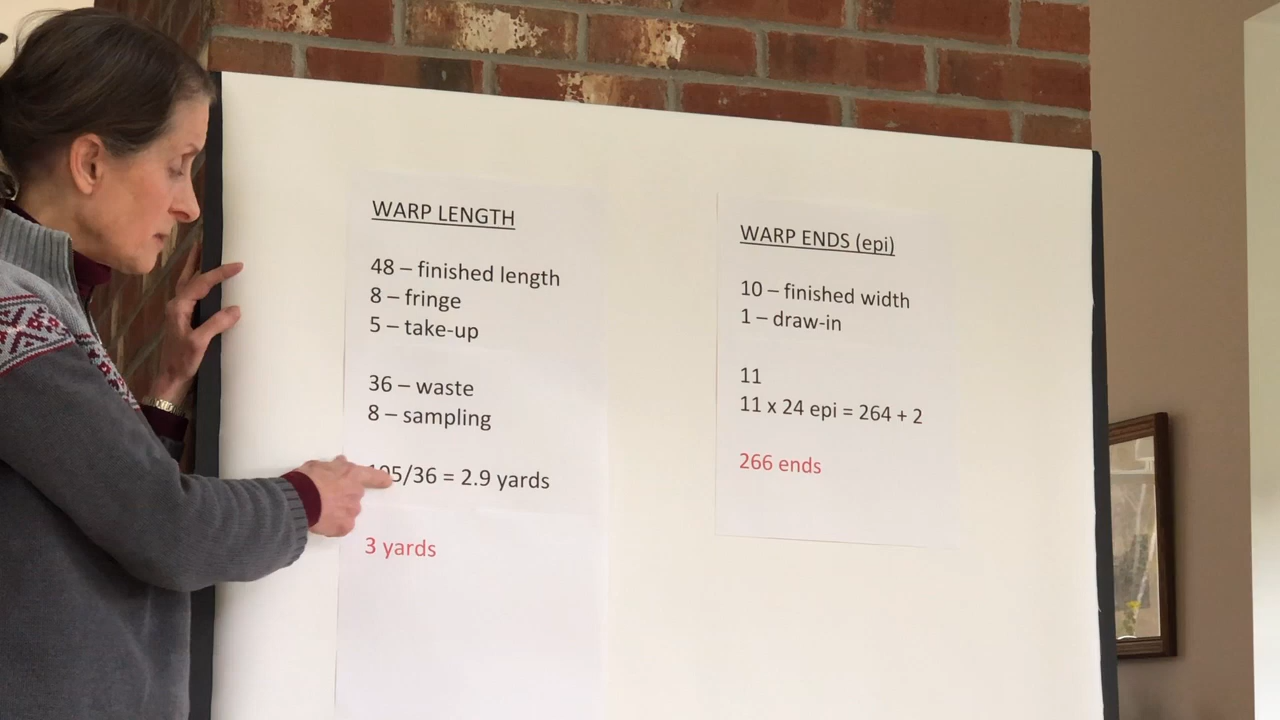 WARP LENGTH
48 – finished length
8 – fringe
5 – take-up
36 – waste
8 – sampling
105/36 = 2.9 yards
3 yards
WARP ENDS (epi)
10 – finished width
1 – draw-in
11
11 x 24 epi = 264 + 2
266 ends